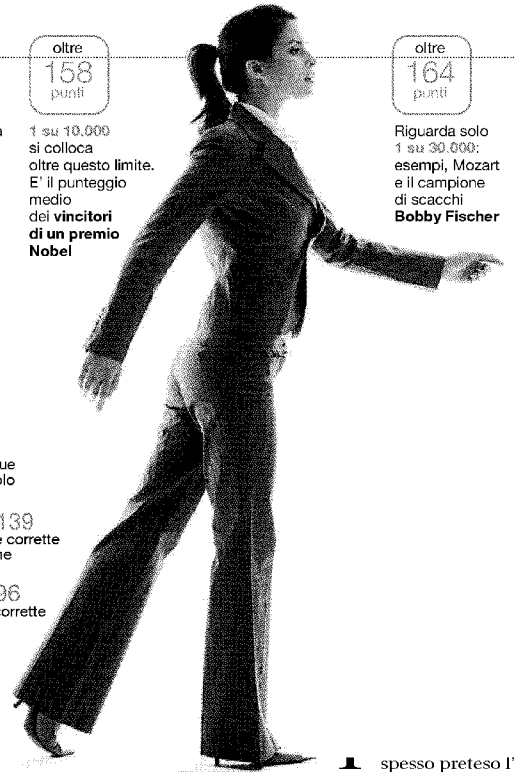 oltre
158
punti
1 su 10.000
si colloca
oltre questo limite.
E' il punteggio
medio
dei vincitori
di un premio
Nobel
oltre
164
punti
Riguarda solo
1 su 30.000:
esempi, Mozart
e il campione
di scacchi
Bobby Fischer
139
corrette
96
corrette
spesso preteso l'